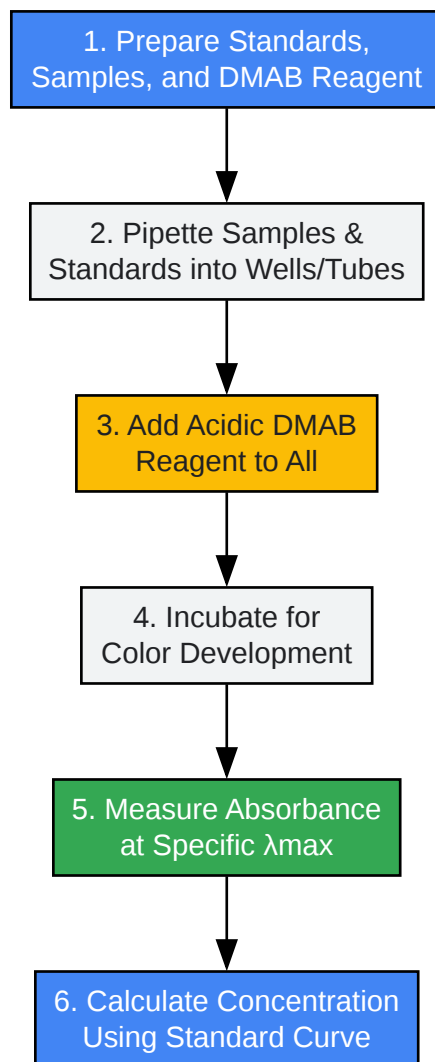 1. Prepare Standards,
Samples, and DMAB Reagent
2. Pipette Samples &
Standards into Wells/Tubes
3. Add Acidic DMAB
Reagent to All
4. Incubate for
Color Development
5. Measure Absorbance
at Specific λmax
6. Calculate Concentration
Using Standard Curve